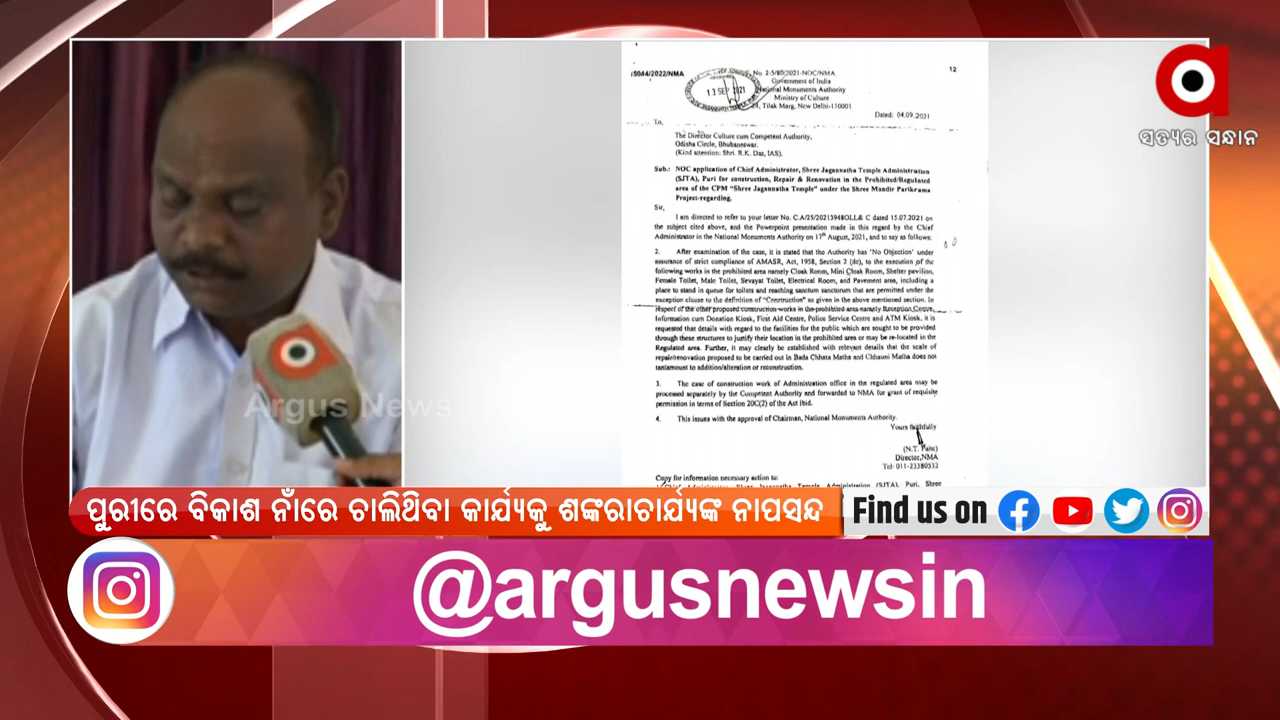 15044/2022/NMA
12
No. 2-5/80/2021-NOC/NMA
Government of India
National Monuments Authority
Ministry of Culture
24, Tilak Marg, New Delhi-110001
13 SEP 2021
Dated: 04.09.2021
To,
The Director Culture cum Competent Authority,
Odisha Circle, Bhubaneswar.
(Kind attention: Shri. R.K. Das, IAS).
Sub.: NOC application of Chief Administrator, Shree Jagannatha Temple Administration
(SJTA), Puri for construction, Repair & Renovation in the Prohibited/Regulated
area of the CPM "Shree Jagannatha Temple" under the Shree Mandir Parikrama
Project-regarding.
Sir,
I am directed to refer to your letter No. C.A/25/2021 dated 15.07.2021 on
the subject cited above, and the Powerpoint presentation made in this regard by the Chief
Administrator in the National Monuments Authority on 17th August, 2021, and to say as follows:
2. After examination of the case, it is stated that the Authority has 'No Objection' under
assurance of strict compliance of AMASR, Act, 1958, Section 2 (dc), to the execution of the
following works in the prohibited area namely Cloak Room, Mini Cloak Room, Shelter pavilion,
Female Toilet, Male Toilet, Sevayat Toilet, Electrical Room, and Pavement area, including a
place to stand in queue for toilets and reaching sanctum sanctorum that are permitted under the
exception clause to the definition of "Construction" as given in the above mentioned section. In
respect of the other proposed construction works in the prohibited area namely Reception Centre,
Information cum Donation Kiosk, First Aid Centre, Police Service Centre and ATM Kiosk, it is
requested that details with regard to the facilities for the public which are sought to be provided
through these structures to justify their location in the prohibited area or may be re-located in the
Regulated area. Further, it may clearly be established with relevant details that the scale of
repair/renovation proposed to be carried out in Bada Chhata Matha and Chhauni Matha does not
tantamount to addition/alteration or reconstruction.
3. The case of construction work of Administration office in the regulated area may be
processed separately by the Competent Authority and forwarded to NMA for grant of requisite
permission in terms of Section 20C(2) of the Act ibid.
4. This issues with the approval of Chairman, National Monuments Authority.
Yours faithfully
(N.T. Paite)
Director, NMA
Tel: 011-23380532
Copy for information necessary action to:
Chief Administrator, Shree Jagannatha Temple Administration (SJTA), Puri, Shree
ସତ୍ୟର ସନ୍ଧାନ
Argus News
ପୁରୀରେ ବିକାଶ ନାଁରେ ଚାଲିଥିବା କାର୍ଯ୍ୟକୁ ଶଙ୍କରାଚାର୍ଯ୍ୟଙ୍କ ନାପସନ୍ଦ
Find us on
@argusnewsin